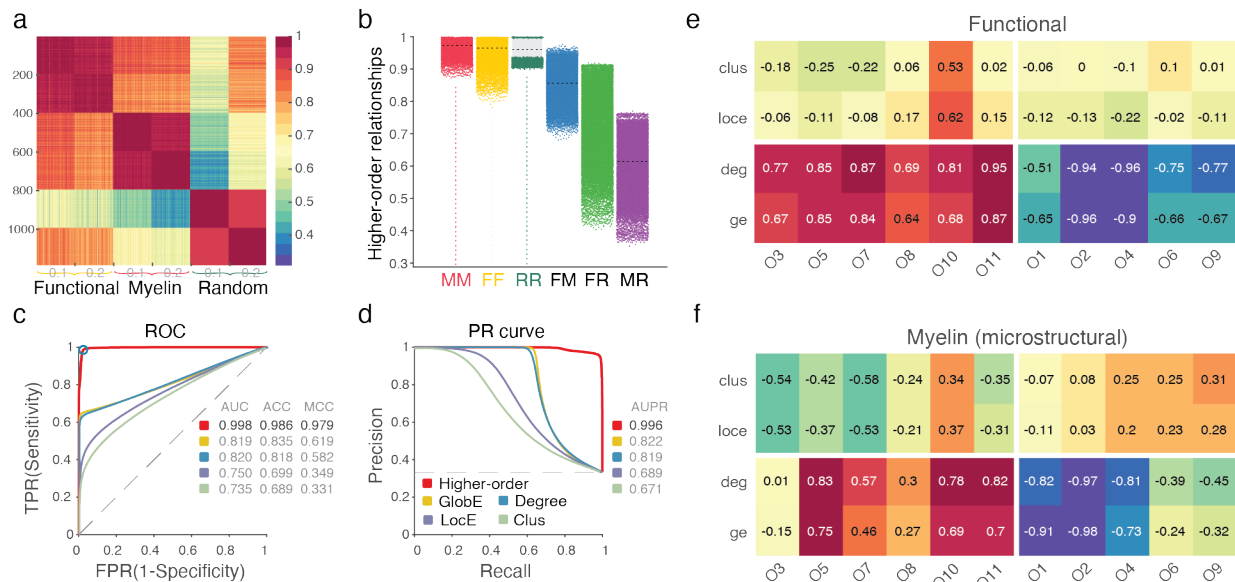 a
200
400
600
800
1000
1
0.9
0.8
0.7
0.6
0.5
0.4
0.1 0.2 0.1 0.2 0.1 0.2
Functional Myelin Random
b
Higher-order relationships
1
0.9
0.8
0.7
0.6
0.5
0.4
0.3
MM FF RR FM FR MR
c
ROC
TPR(Sensitivity)
1
0.8
0.6
0.4
0.2
0
AUC ACC MCC
0.998 0.986 0.979
0.819 0.835 0.619
0.820 0.818 0.582
0.750 0.699 0.349
0.735 0.689 0.331
0 0.2 0.4 0.6 0.8 1
FPR(1-Specificity)
d
PR curve
Precision
1
0.8
0.6
0.4
0.2
0
AUPR
0.996
0.822
0.819
0.689
0.671
Higher-order
GlobE Degree
LocE Clus
0 0.2 0.4 0.6 0.8 1
Recall
e
Functional
clus -0.18 -0.25 -0.22 0.06 0.53 0.02 -0.06 0 -0.1 0.1 0.01
loce -0.06 -0.11 -0.08 0.17 0.62 0.15 -0.12 -0.13 -0.22 -0.02 -0.11
deg 0.77 0.85 0.87 0.69 0.81 0.95 -0.51 -0.94 -0.96 -0.75 -0.77
ge 0.67 0.85 0.84 0.64 0.68 0.87 -0.65 -0.96 -0.9 -0.66 -0.67
O3 O5 O7 O8 O10 O11 O1 O2 O4 O6 O9
f
Myelin (microstructural)
clus -0.54 -0.42 -0.58 -0.24 0.34 -0.35 -0.07 0.08 0.25 0.25 0.31
loce -0.53 -0.37 -0.53 -0.21 0.37 -0.31 -0.11 0.03 0.2 0.23 0.28
deg 0.01 0.83 0.57 0.3 0.78 0.82 -0.82 -0.97 -0.81 -0.39 -0.45
ge -0.15 0.75 0.46 0.27 0.69 0.7 -0.91 -0.98 -0.73 -0.24 -0.32
O3 O5 O7 O8 O10 O11 O1 O2 O4 O6 O9